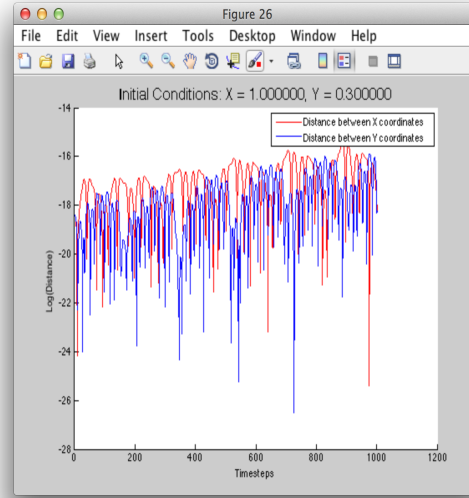 Figure 26
File Edit View Insert Tools Desktop Window Help
Initial Conditions: X = 1.000000, Y = 0.300000
-14
Distance between X coordinates
Distance between Y coordinates
-16
-18
-20
Log(Distance)
-22
-24
-26
-28
0 200 400 600 800 1000 1200
Timesteps